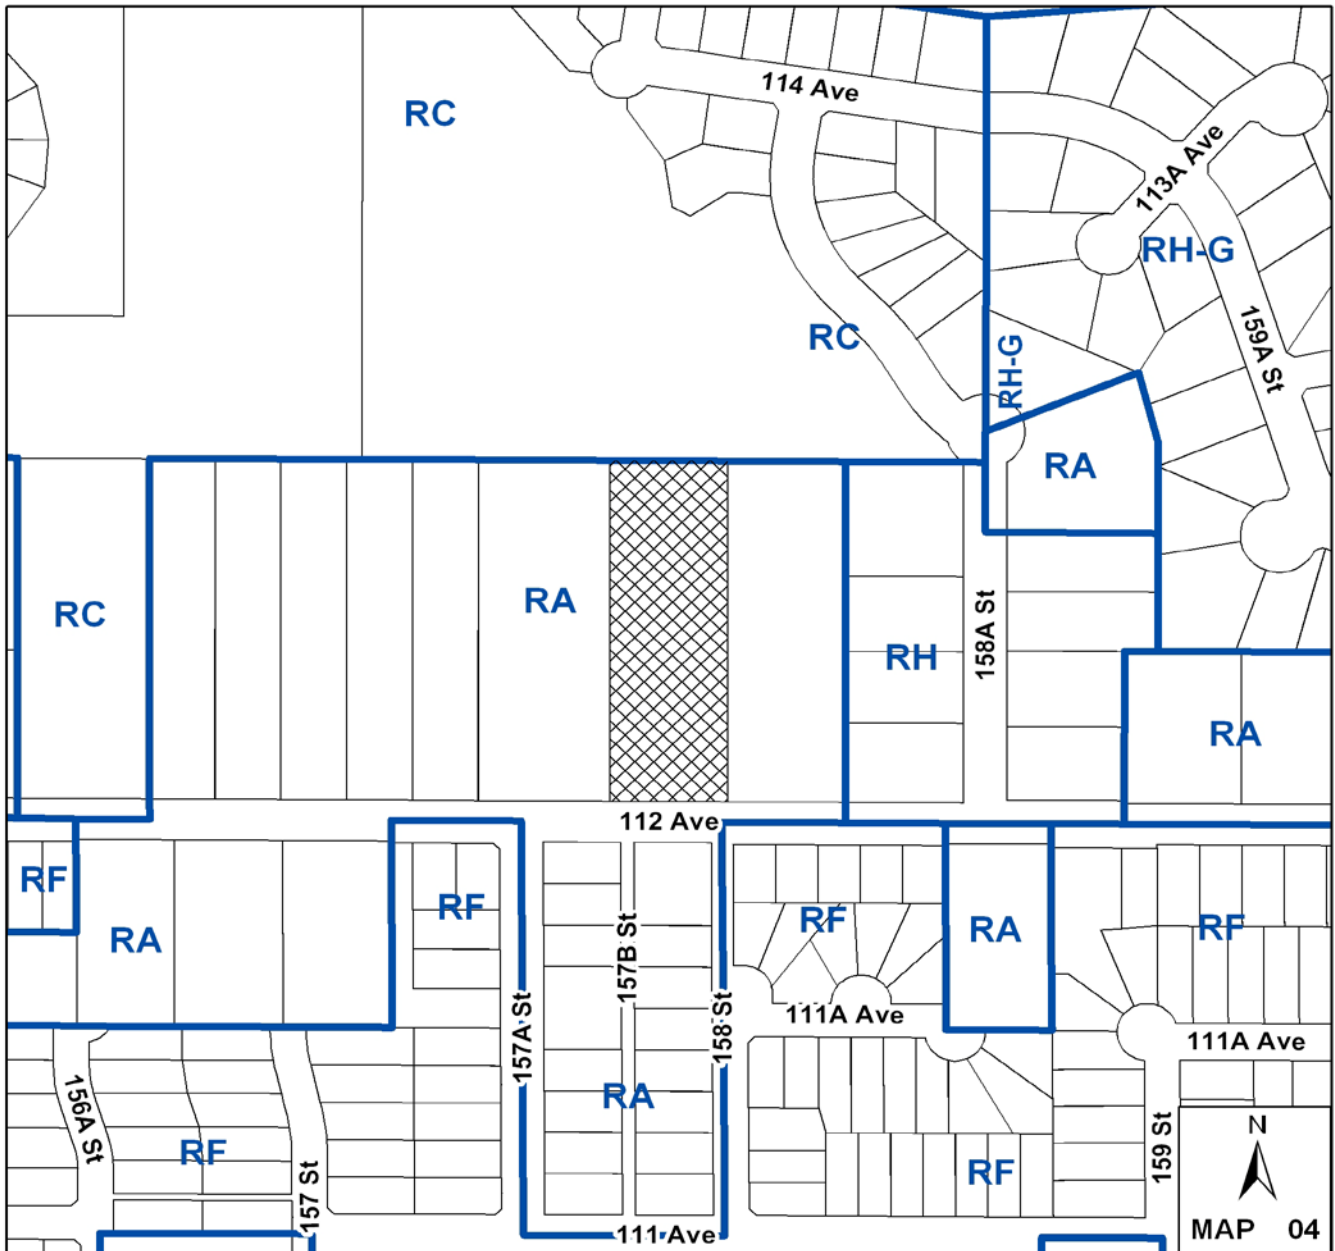 114 Ave
RC
113A Ave
RH-G
RC
159A St
RH-G
RA
RA
RC
158A St
RH
RA
112 Ave
RF
RF
RF
RF
RA
RA
157B St
111A Ave
158 St
157A St
111A Ave
RA
156A St
RF
157 St
RF
159 St
N
111 Ave
MAP 04